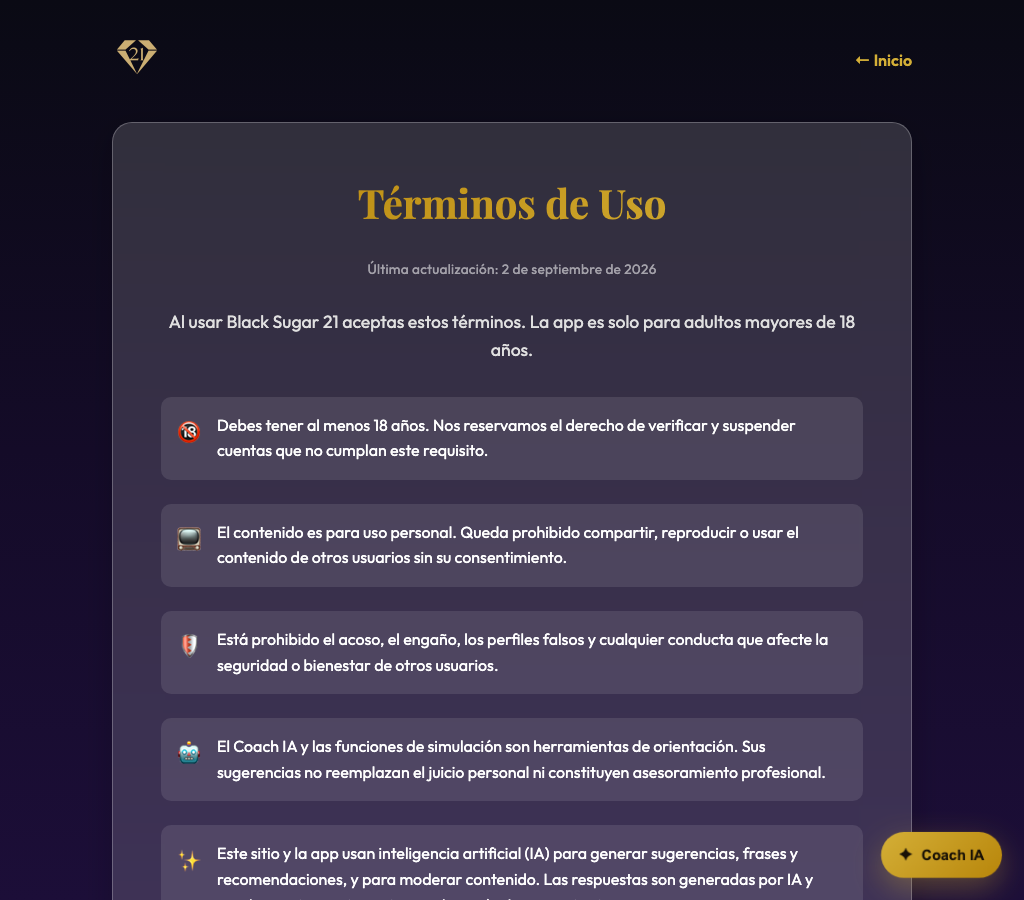 21
← Inicio
Términos de Uso
Última actualización: 2 de septiembre de 2026
Al usar Black Sugar 21 aceptas estos términos. La app es solo para adultos mayores de 18
años.
🔞 Debes tener al menos 18 años. Nos reservamos el derecho de verificar y suspender
cuentas que no cumplan este requisito.
El contenido es para uso personal. Queda prohibido compartir, reproducir o usar el
contenido de otros usuarios sin su consentimiento.
Está prohibido el acoso, el engaño, los perfiles falsos y cualquier conducta que afecte la
seguridad o bienestar de otros usuarios.
El Coach IA y las funciones de simulación son herramientas de orientación. Sus
sugerencias no reemplazan el juicio personal ni constituyen asesoramiento profesional.
Este sitio y la app usan inteligencia artificial (IA) para generar sugerencias, frases y
recomendaciones, y para moderar contenido. Las respuestas son generadas por IA y
✦ Coach IA